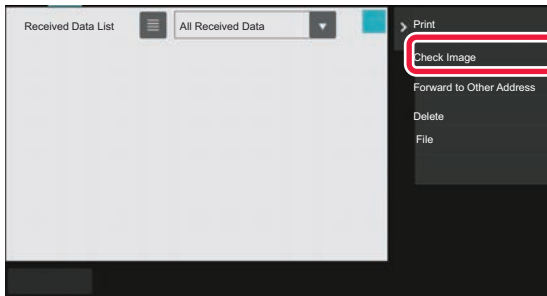 Received Data List
All Received Data
Print
Check Image
Forward to Other Address
Delete
File